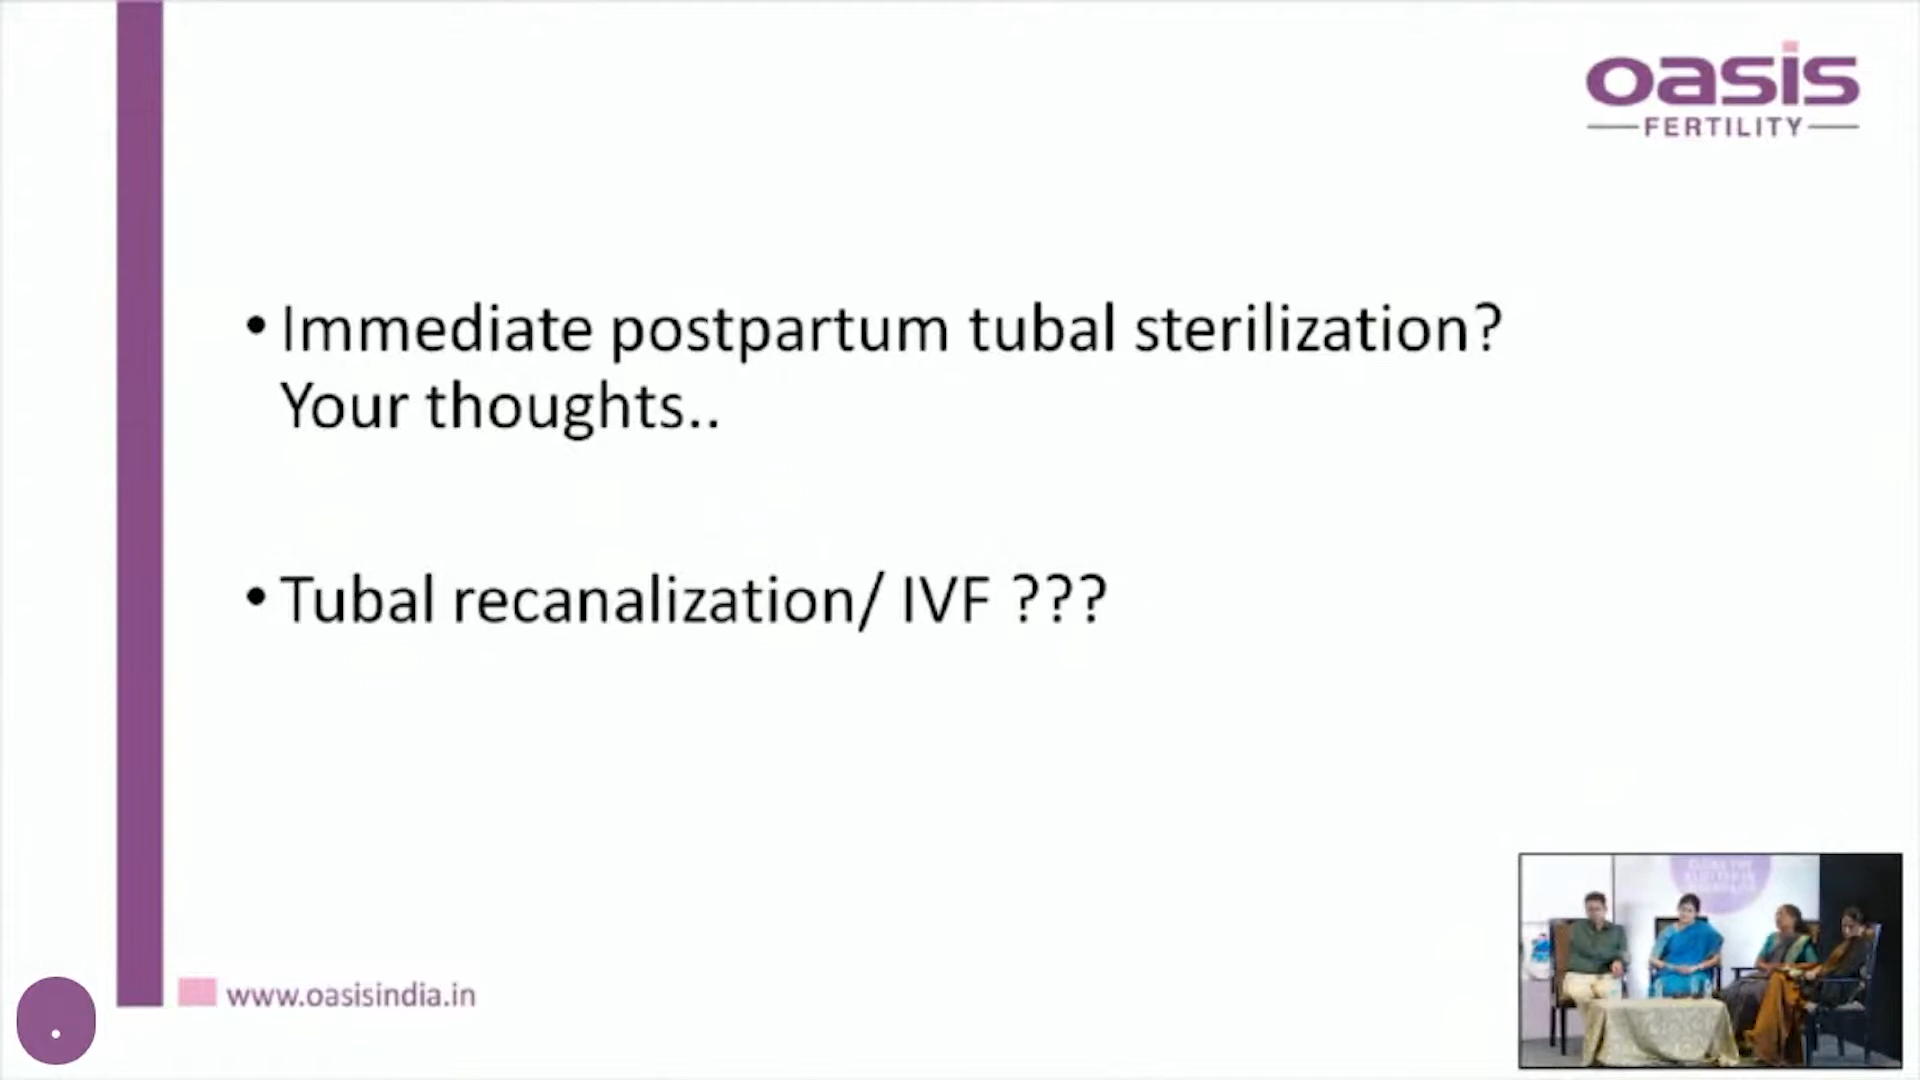 oasis
FERTILITY
• Immediate postpartum tubal sterilization?
Your thoughts..
• Tubal recanalization/ IVF ???
www.oasisindia.in